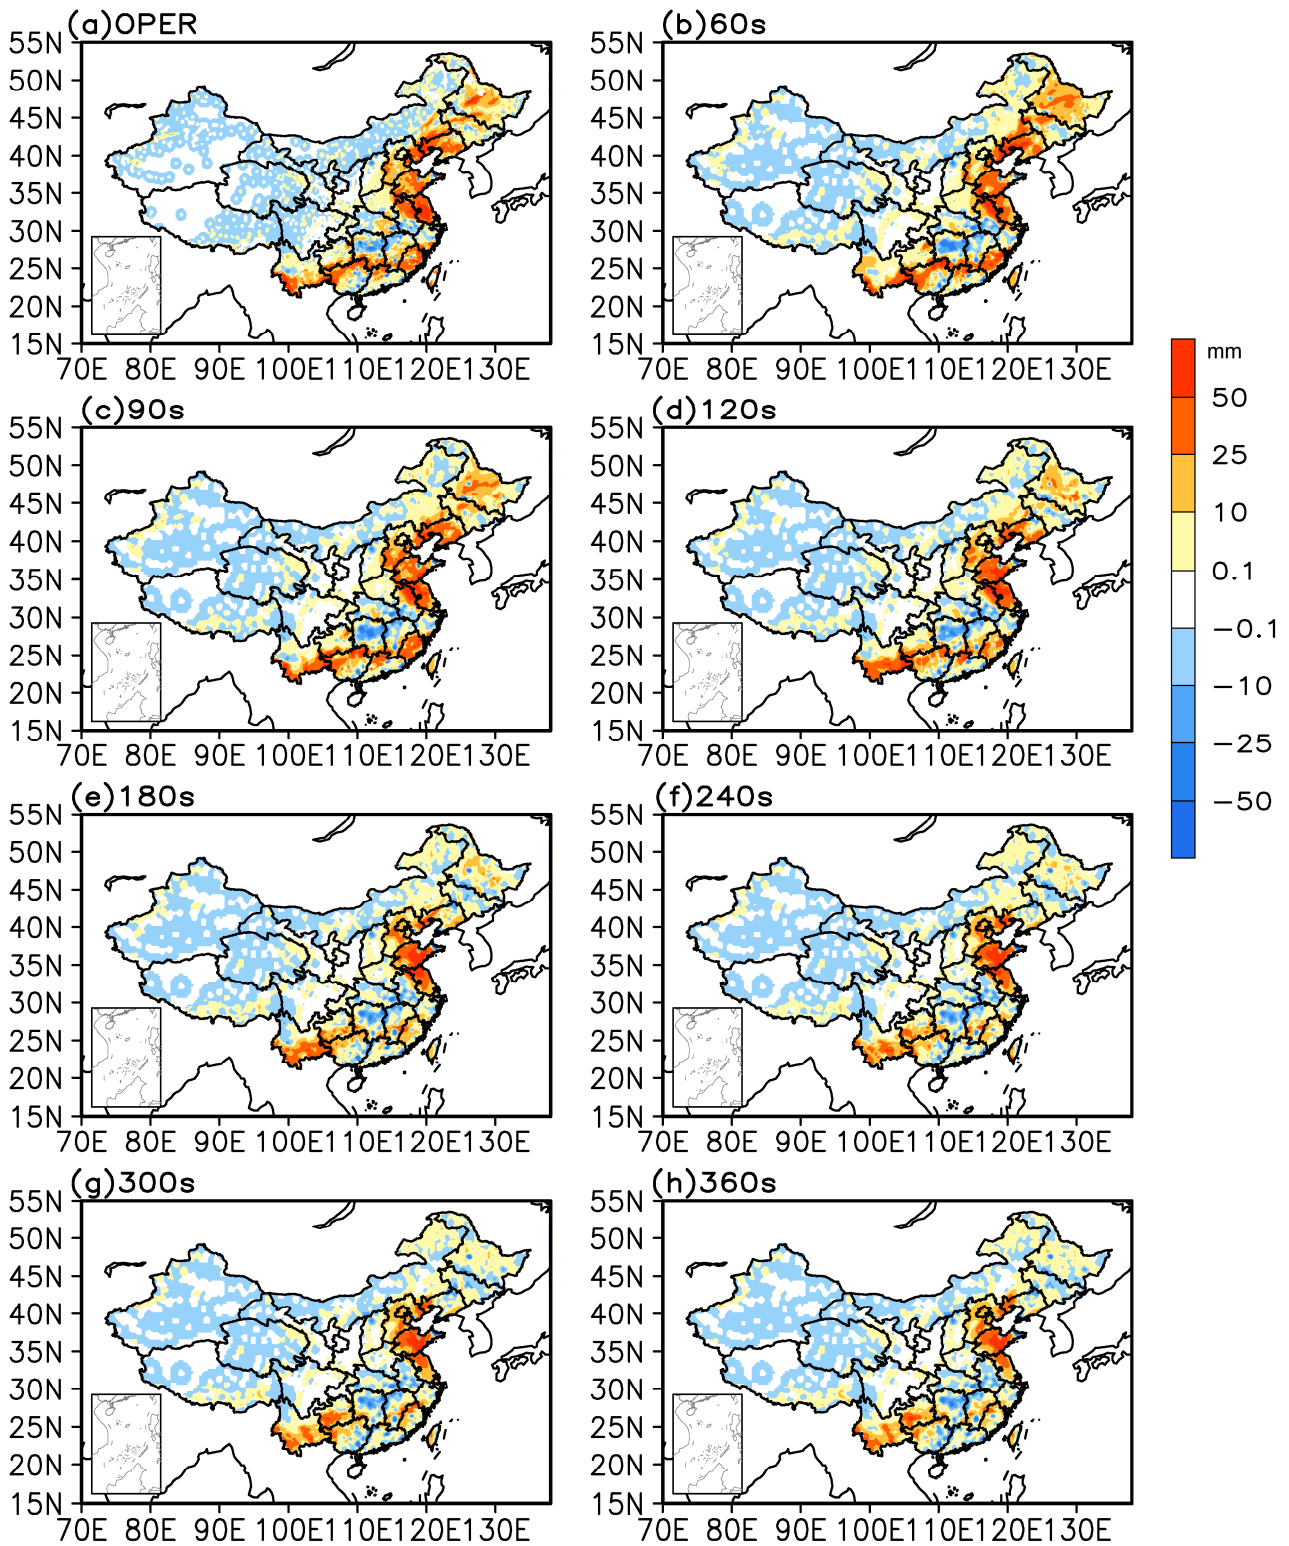 (a)OPER
(b)60s
55N
50N
45N
40N
35N
30N
25N
20N
15N
70E 80E 90E 100E110E120E130E
55N
50N
45N
40N
35N
30N
25N
20N
15N
70E 80E 90E 100E110E120E130E
(c)90s
(d)120s
55N
50N
45N
40N
35N
30N
25N
20N
15N
70E 80E 90E 100E110E120E130E
55N
50N
45N
40N
35N
30N
25N
20N
15N
70E 80E 90E 100E110E120E130E
mm
50
25
10
0.1
−0.1
−10
−25
−50
(e)180s
(f)240s
55N
50N
45N
40N
35N
30N
25N
20N
15N
70E 80E 90E 100E110E120E130E
55N
50N
45N
40N
35N
30N
25N
20N
15N
70E 80E 90E 100E110E120E130E
(g)300s
(h)360s
55N
50N
45N
40N
35N
30N
25N
20N
15N
70E 80E 90E 100E110E120E130E
55N
50N
45N
40N
35N
30N
25N
20N
15N
70E 80E 90E 100E110E120E130E